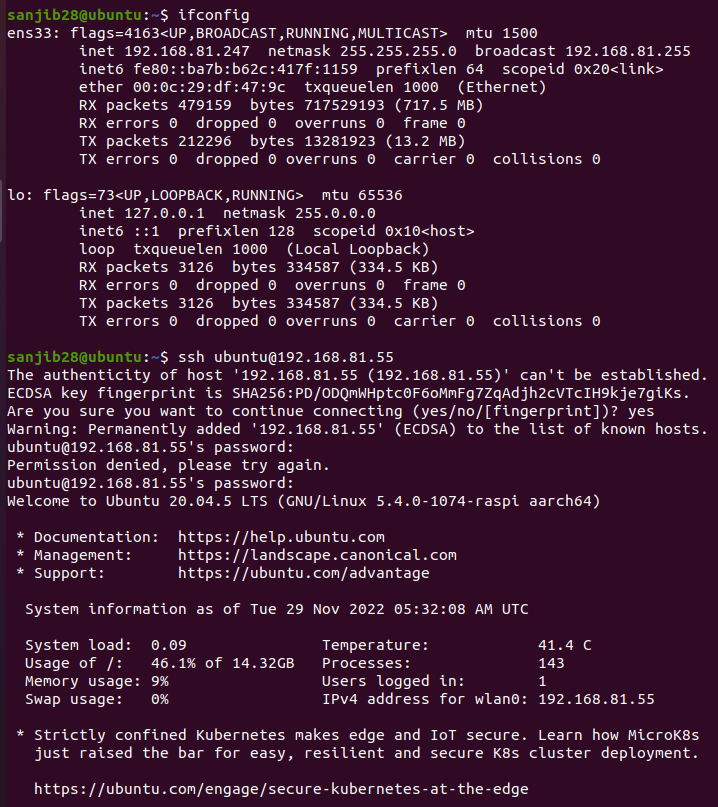 sanjib28@ubuntu:~$ ifconfig
ens33: flags=4163<UP,BROADCAST,RUNNING,MULTICAST>  mtu 1500
        inet 192.168.81.247  netmask 255.255.255.0  broadcast 192.168.81.255
        inet6 fe80::ba7b:b62c:417f:1159  prefixlen 64  scopeid 0x20<link>
        ether 00:0c:29:df:47:9c  txqueuelen 1000  (Ethernet)
        RX packets 479159  bytes 717529193 (717.5 MB)
        RX errors 0  dropped 0  overruns 0  frame 0
        TX packets 212296  bytes 13281923 (13.2 MB)
        TX errors 0  dropped 0 overruns 0  carrier 0  collisions 0
lo: flags=73<UP,LOOPBACK,RUNNING>  mtu 65536
        inet 127.0.0.1  netmask 255.0.0.0
        inet6 ::1  prefixlen 128  scopeid 0x10<host>
        loop  txqueuelen 1000  (Local Loopback)
        RX packets 3126  bytes 334587 (334.5 KB)
        RX errors 0  dropped 0  overruns 0  frame 0
        TX packets 3126  bytes 334587 (334.5 KB)
        TX errors 0  dropped 0 overruns 0  carrier 0  collisions 0
sanjib28@ubuntu:~$ ssh ubuntu@192.168.81.55
The authenticity of host '192.168.81.55 (192.168.81.55)' can't be established.
ECDSA key fingerprint is SHA256:PD/ODQmWHptc0F6oMmFg7ZqAdjh2cVTcIH9kje7giKs.
Are you sure you want to continue connecting (yes/no/[fingerprint])? yes
Warning: Permanently added '192.168.81.55' (ECDSA) to the list of known hosts.
ubuntu@192.168.81.55's password:
Permission denied, please try again.
ubuntu@192.168.81.55's password:
Welcome to Ubuntu 20.04.5 LTS (GNU/Linux 5.4.0-1074-raspi aarch64)
 * Documentation:  https://help.ubuntu.com
 * Management:     https://landscape.canonical.com
 * Support:        https://ubuntu.com/advantage
  System information as of Tue 29 Nov 2022 05:32:08 AM UTC
  System load:  0.09               Temperature:            41.4 C
  Usage of /:   46.1% of 14.32GB   Processes:              143
  Memory usage: 9%                 Users logged in:        1
  Swap usage:   0%                 IPv4 address for wlan0: 192.168.81.55
 * Strictly confined Kubernetes makes edge and IoT secure. Learn how MicroK8s
   just raised the bar for easy, resilient and secure K8s cluster deployment.
   https://ubuntu.com/engage/secure-kubernetes-at-the-edge